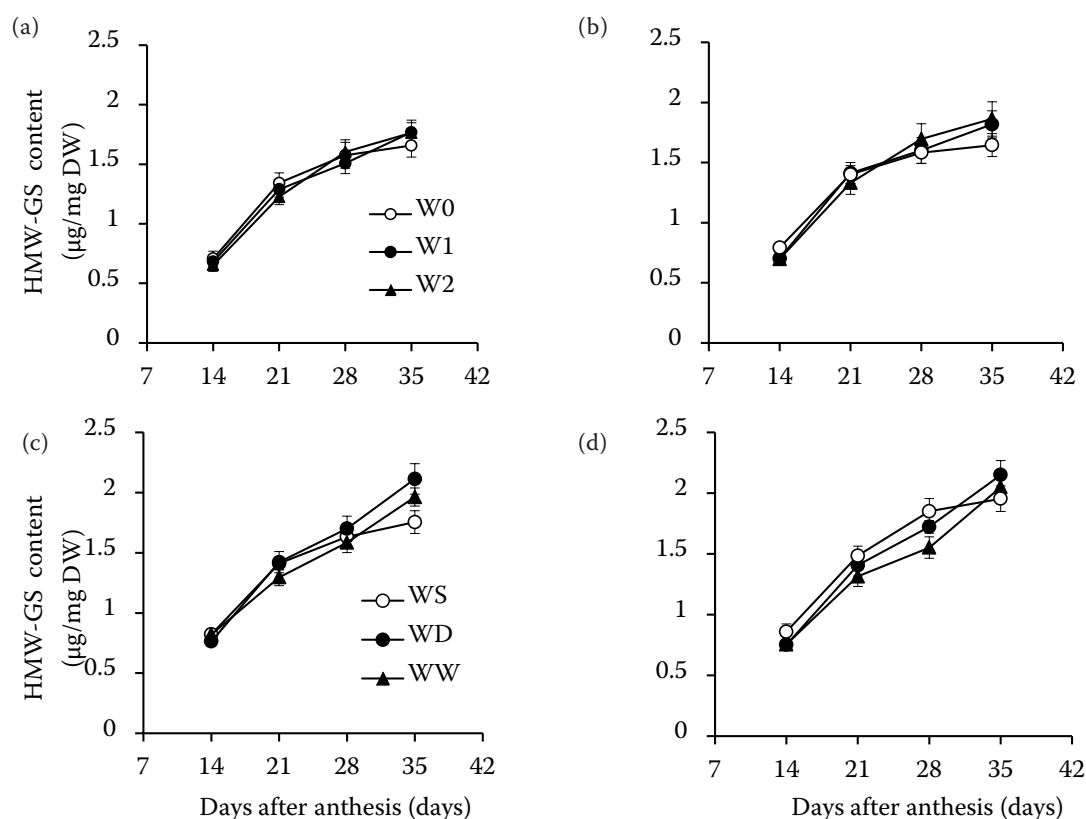 (a)
2.5
2
1.5
1
0.5
0
HMW-GS content
(μg/mg DW)
W0
W1
W2
7 14 21 28 35 42
(b)
2.5
2
1.5
1
0.5
0
7 14 21 28 35 42
(c)
2.5
2
1.5
1
0.5
0
HMW-GS content
(μg/mg DW)
WS
WD
WW
7 14 21 28 35 42
Days after anthesis (days)
(d)
2.5
2
1.5
1
0.5
0
7 14 21 28 35 42
Days after anthesis (days)